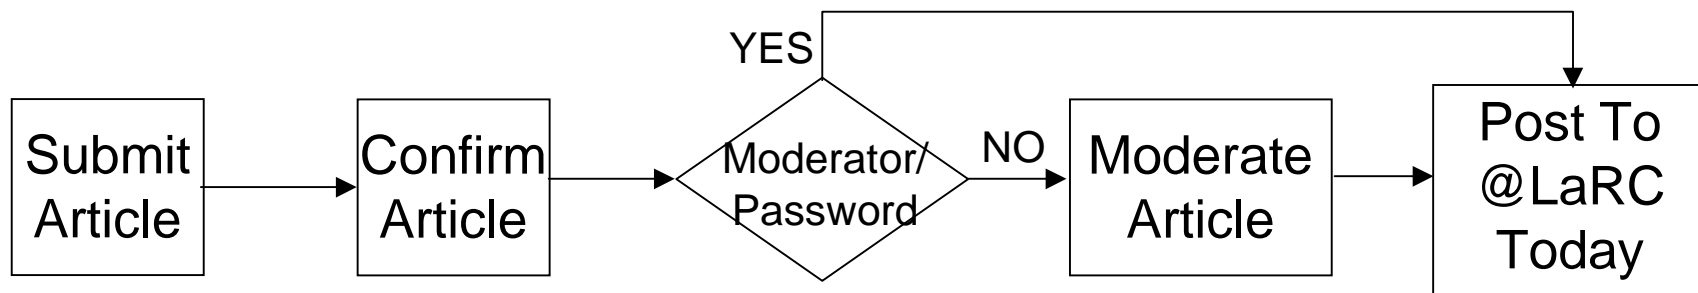 Submit
Article
Confirm
Article
YES
Moderator/
Password
NO
Moderate
Article
Post To
@LaRC
Today